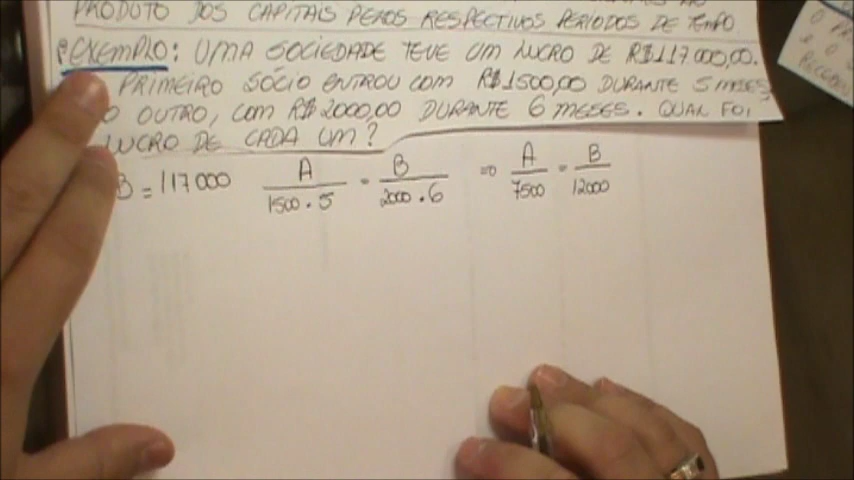 PRODUTO DOS CAPITAIS PELOS RESPECTIVOS PERÍODOS DE TEMPO
EXEMPLO: UMA SOCIEDADE TEVE UM LUCRO DE R$117000,00.
PRIMEIRO SÓCIO ENTROU COM R$1500,00 DURANTE 5 MESES
O OUTRO, COM R$2000,00 DURANTE 6 MESES. QUAL FOI
LUCRO DE CADA UM?
B = 117000 A/1500.5 = B/2000.6 => A/7500 = B/12000